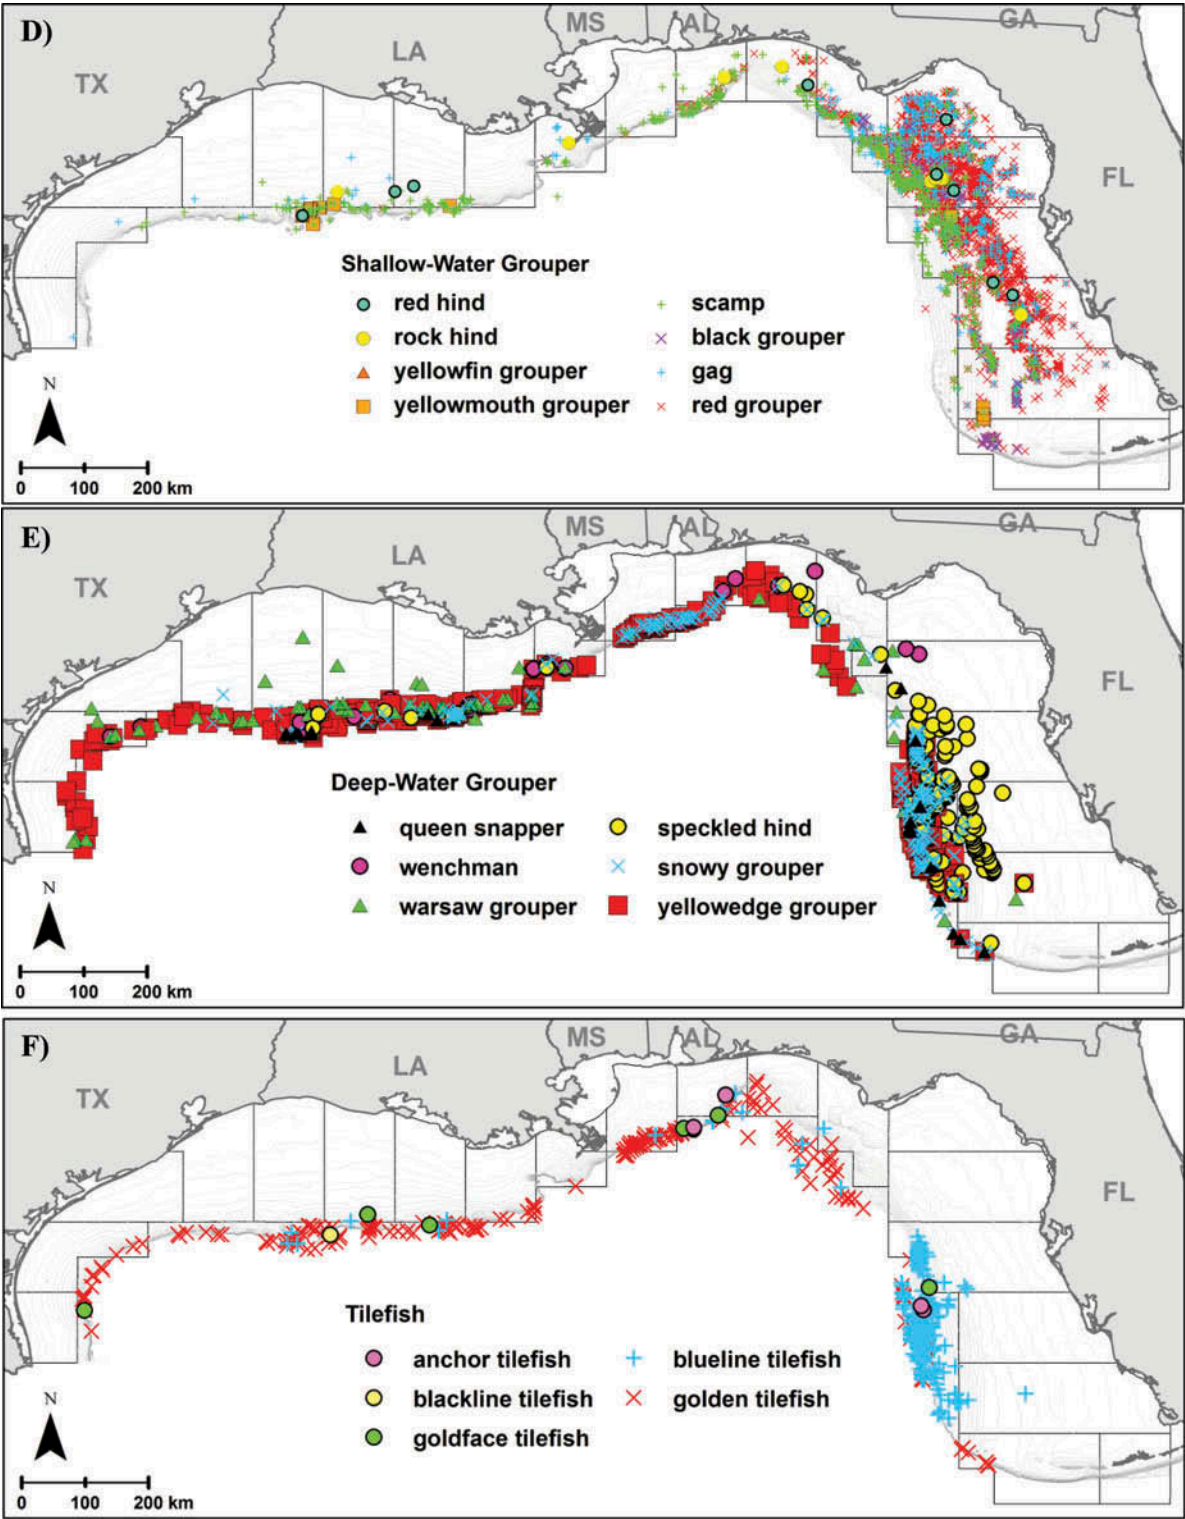 D)
TX
LA
MS
AL
GA
FL
Shallow-Water Grouper
red hind
rock hind
yellowfin grouper
yellowmouth grouper
scamp
black grouper
gag
red grouper
N
0 100 200 km
E)
TX
LA
MS
AL
GA
FL
Deep-Water Grouper
queen snapper
wenchman
warsaw grouper
speckled hind
snowy grouper
yellowedge grouper
N
0 100 200 km
F)
TX
LA
MS
AL
GA
FL
Tilefish
anchor tilefish
blackline tilefish
goldface tilefish
blueline tilefish
golden tilefish
N
0 100 200 km